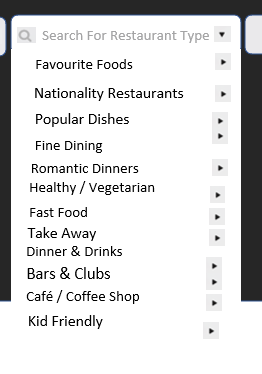 Search For Restaurant Type
Favourite Foods
Nationality Restaurants
Popular Dishes
Fine Dining
Romantic Dinners
Healthy / Vegetarian
Fast Food
Take Away
Dinner & Drinks
Bars & Clubs
Café / Coffee Shop
Kid Friendly